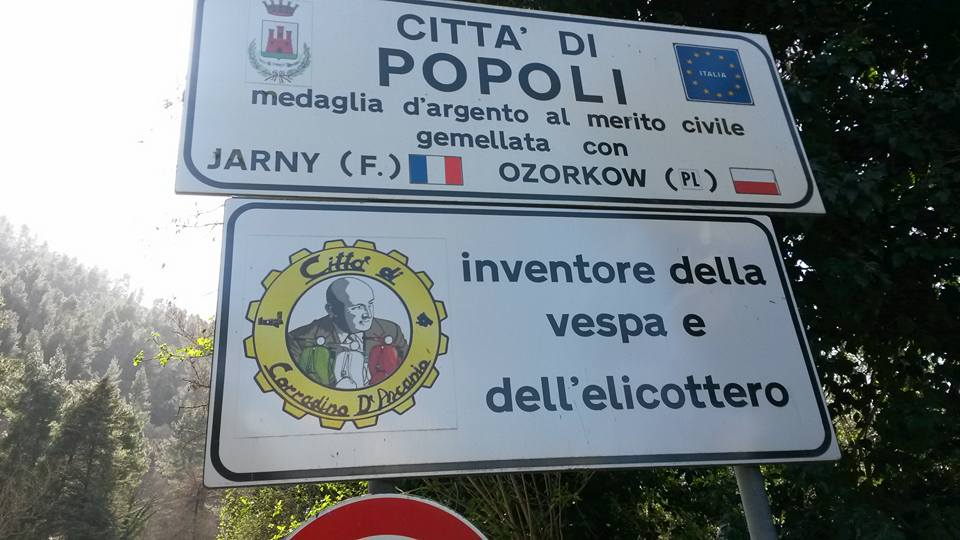 CITTA' DI
POPOLI
ITALIA
medaglia d'argento al merito civile
gemellata con
JARNY (F.) OZORKOW (PL)
Città di
Corradino D'Ascanio
inventore della
vespa e
dell'elicottero